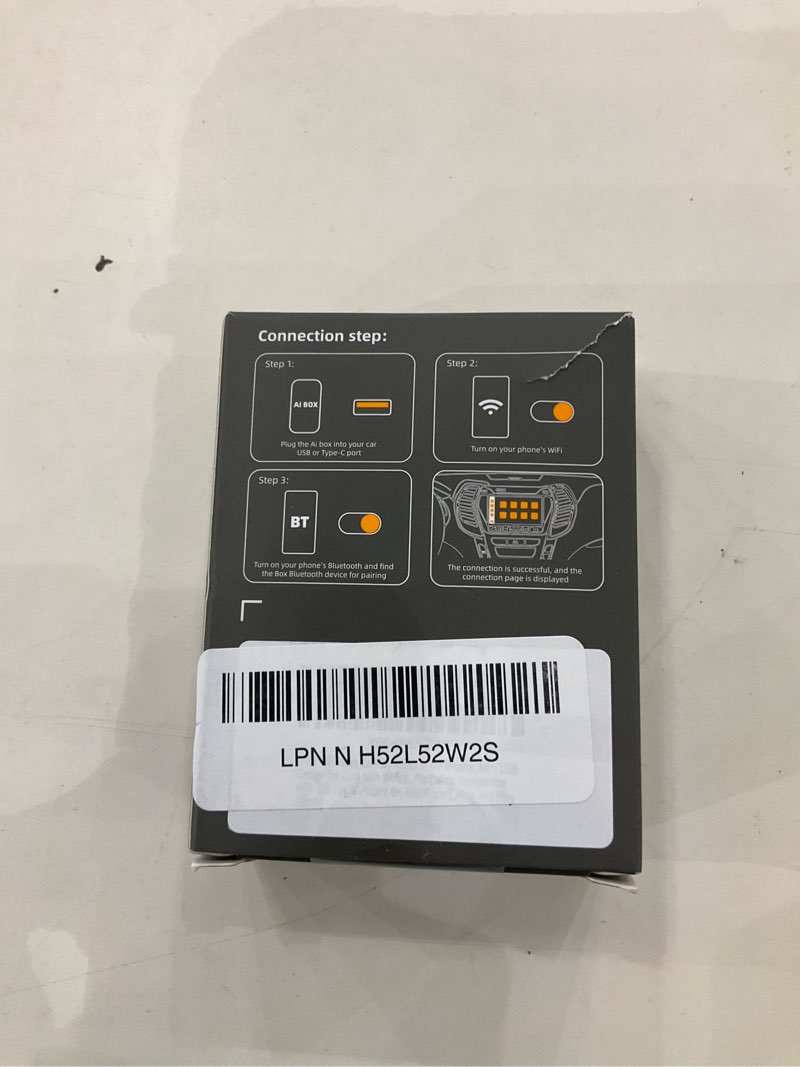 Connection step:
Step 1:
AI BOX
Plug the Ai box into your car
USB or Type-C port
Step 2:
Turn on your phone's WiFi
Step 3:
BT
Turn on your phone's Bluetooth and find
the Box Bluetooth device for pairing
The connection is successful, and the
connection page is displayed
LPN N H52L52W2S